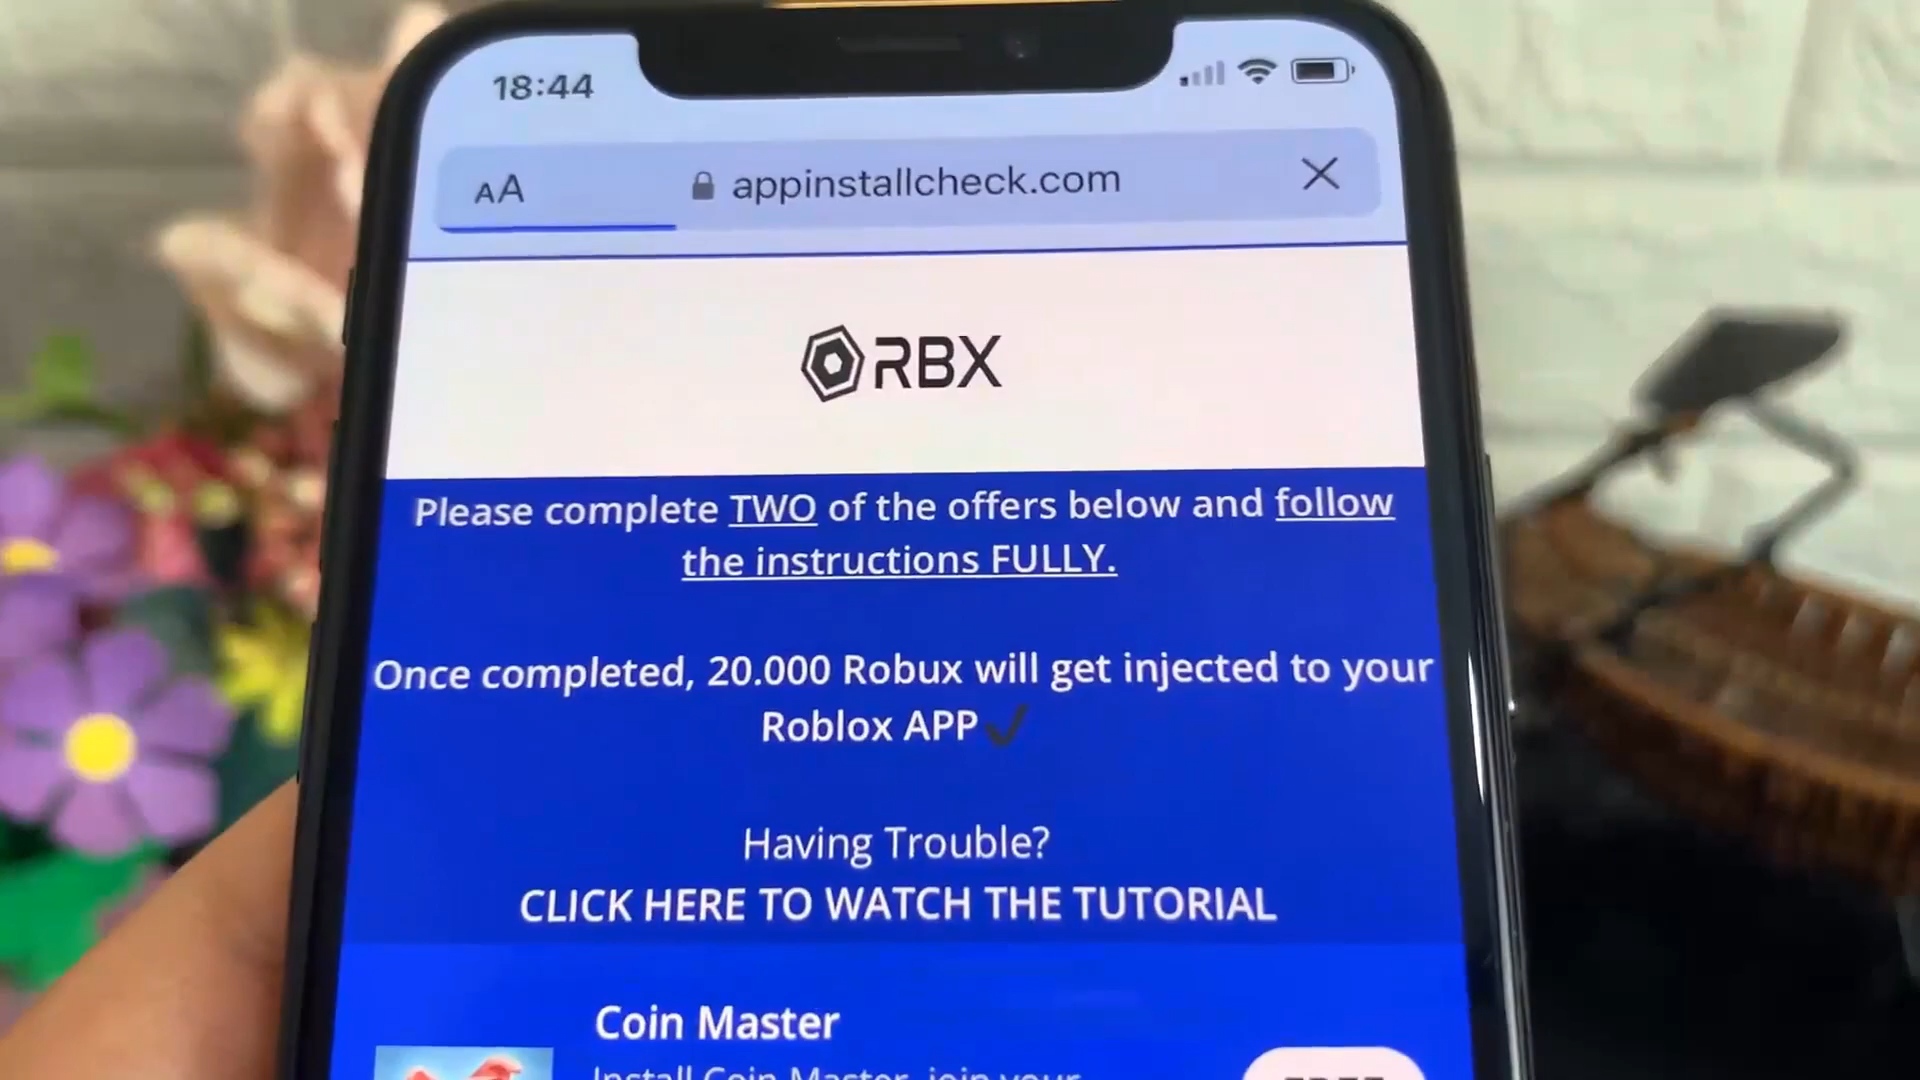 18:44
AA appinstallcheck.com
RBX
Please complete TWO of the offers below and follow
the instructions FULLY.
Once completed, 20.000 Robux will get injected to your
Roblox APP✔
Having Trouble?
CLICK HERE TO WATCH THE TUTORIAL
Coin Master
Install Coin Master, join your